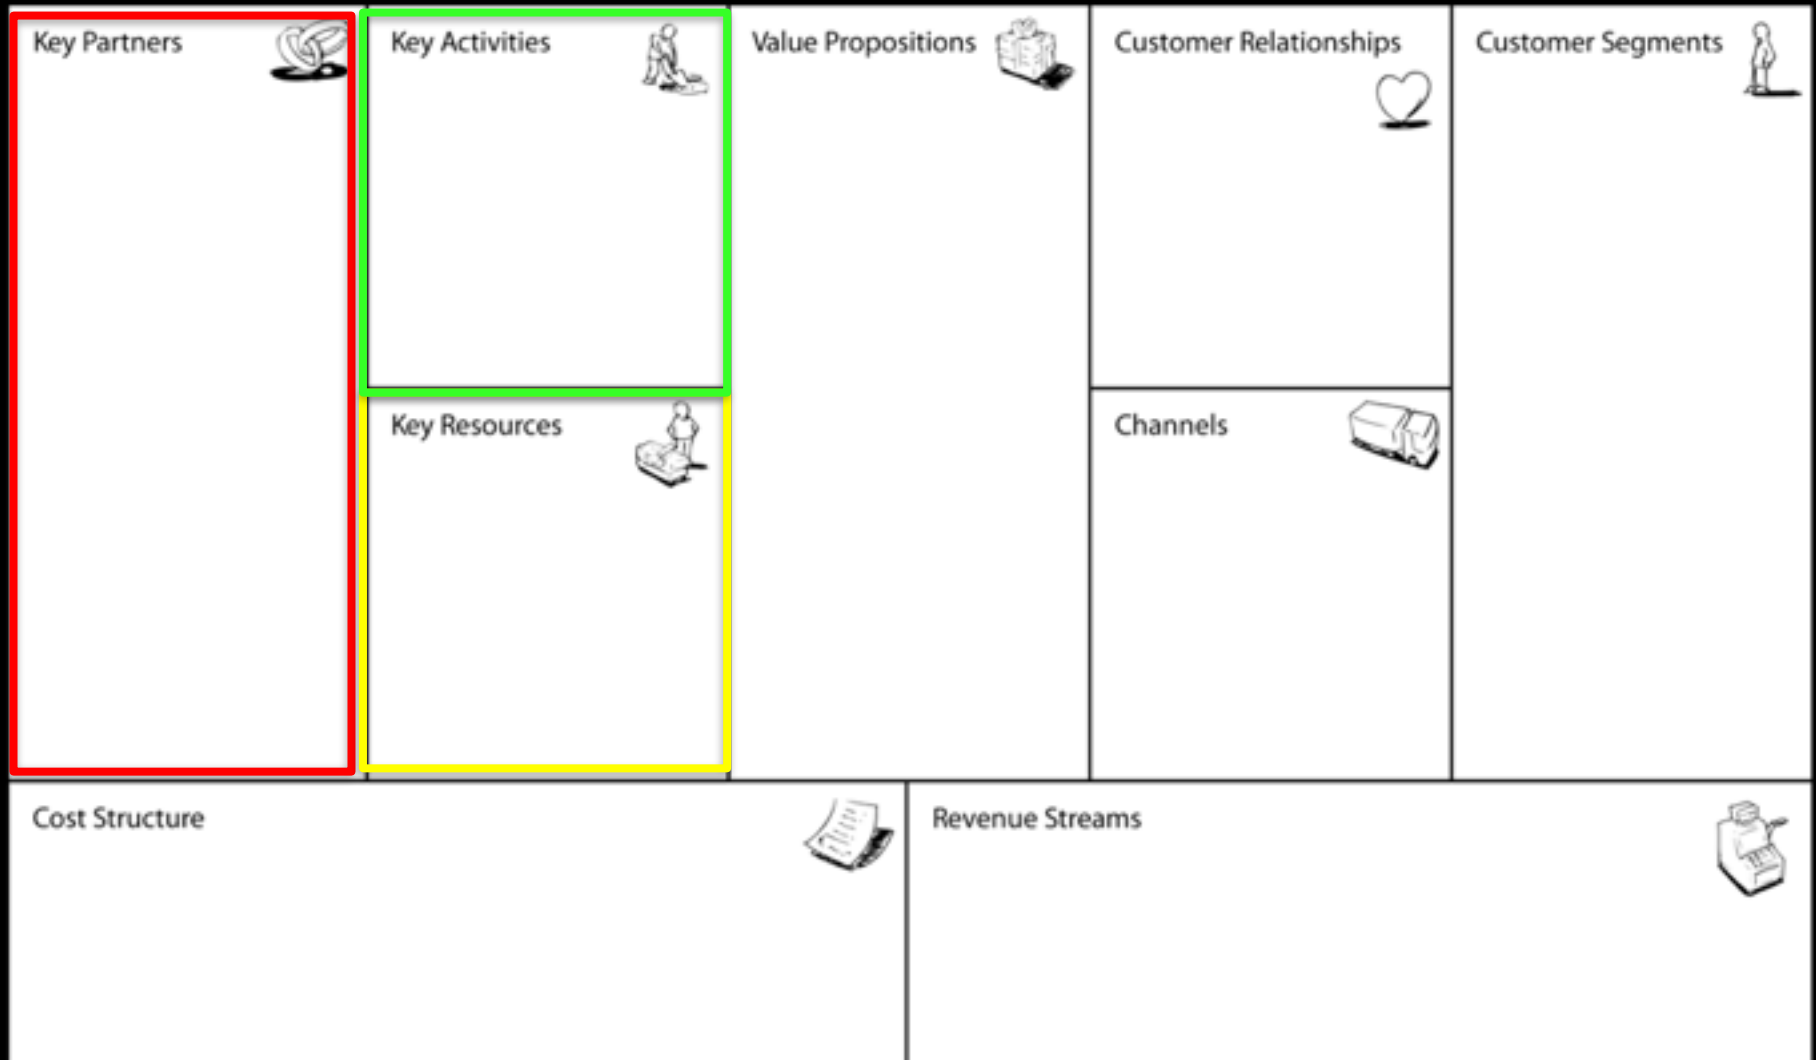 Key Partners
Key Activities
Value Propositions
Customer Relationships
Customer Segments
Key Resources
Channels
Cost Structure
Revenue Streams